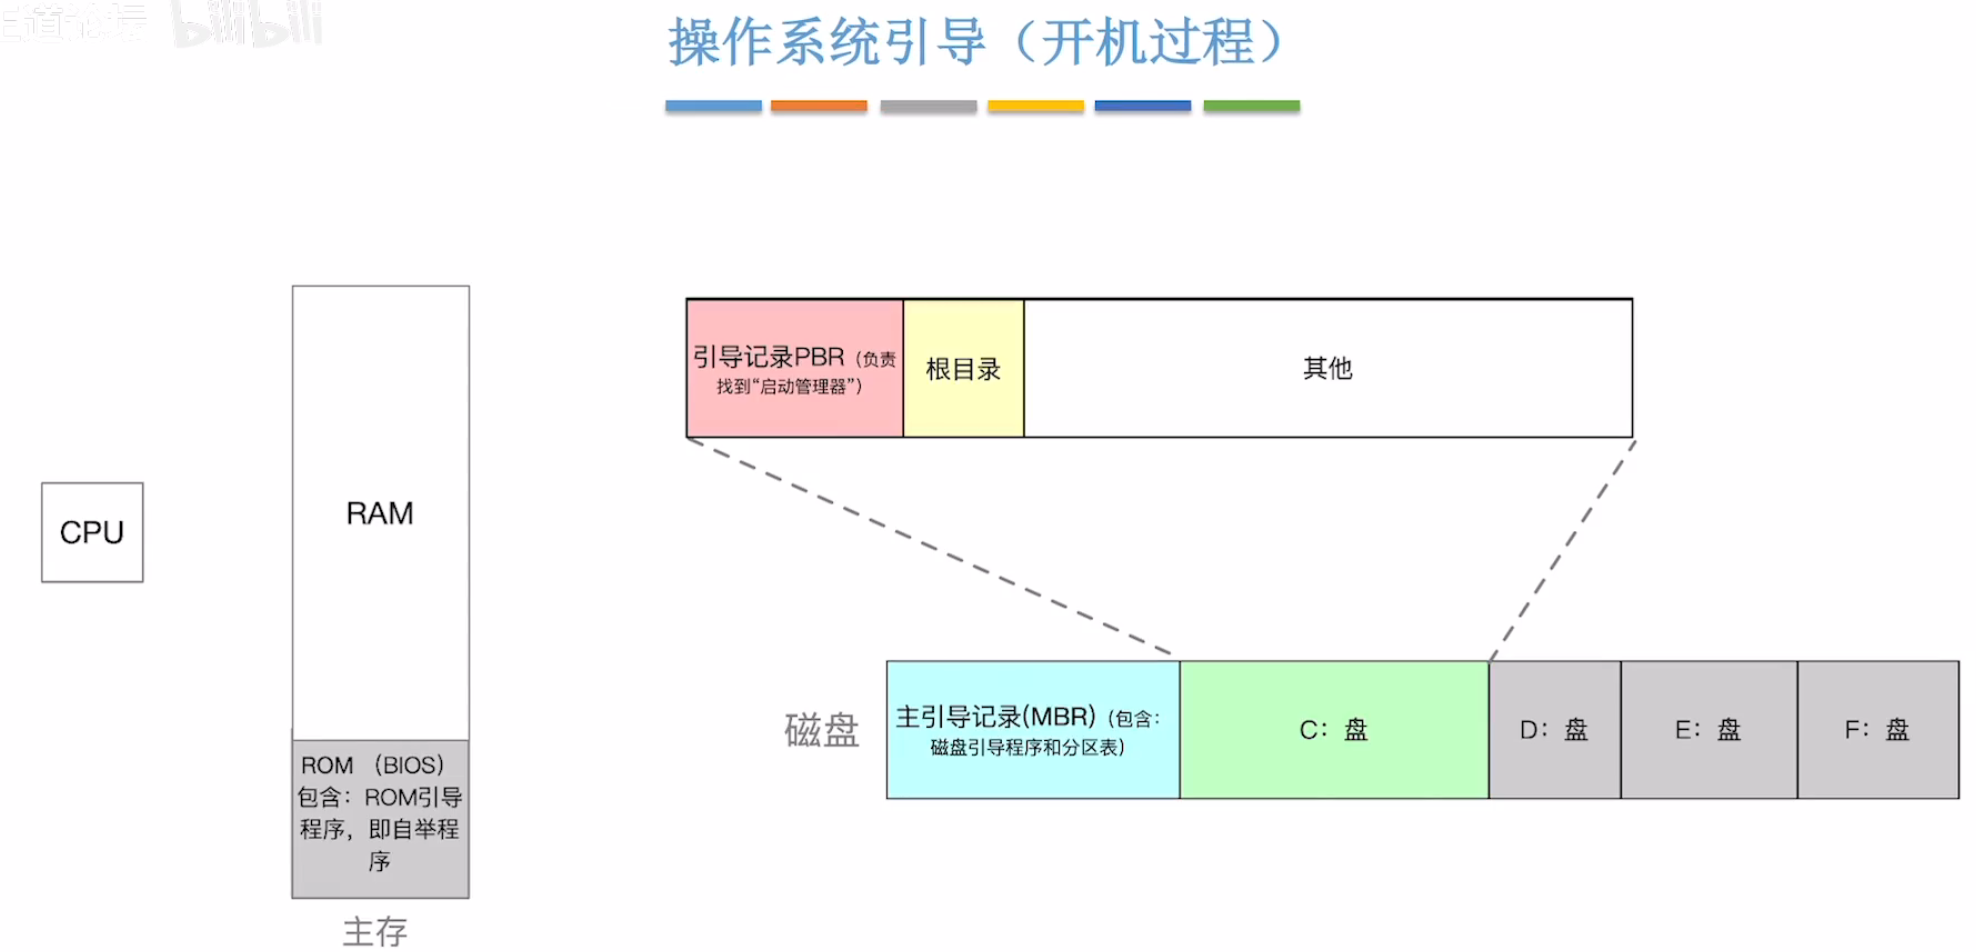 bilibili
操作系统引导（开机过程）
引导记录PBR（负责
找到“启动管理器”）
根目录
其他
CPU
RAM
ROM （BIOS）
包含：ROM引导
程序，即自举程
序
主存
磁盘
主引导记录(MBR)（包含：
磁盘引导程序和分区表）
C：盘
D：盘
E：盘
F：盘